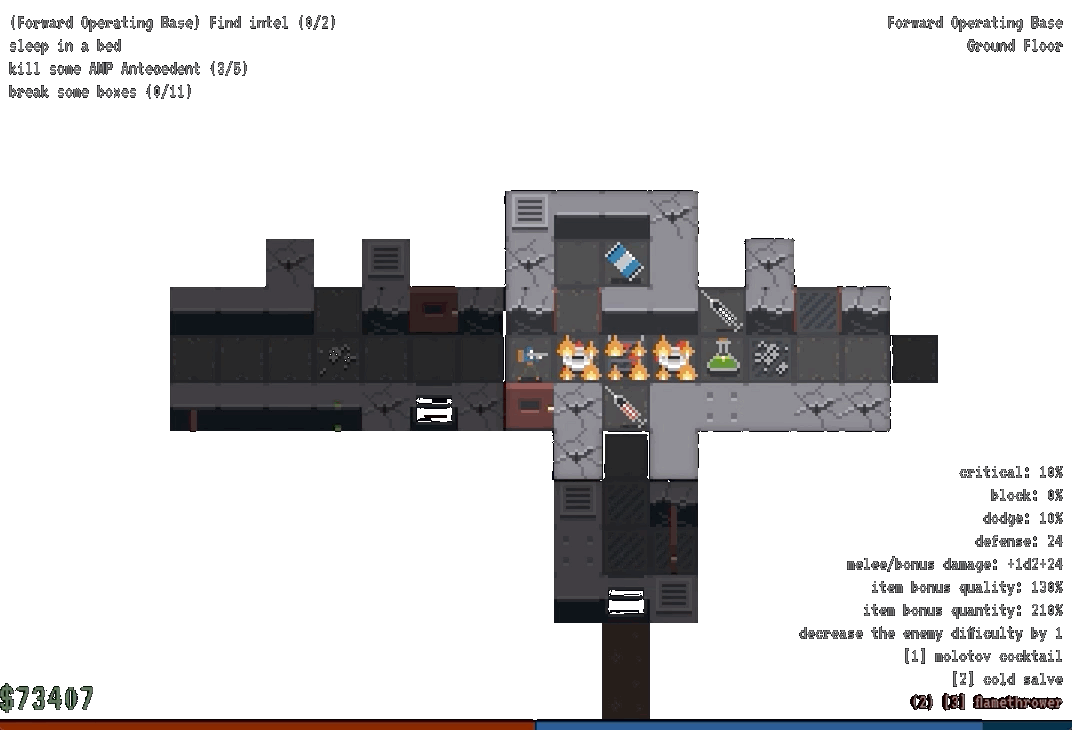 (Forward Operating Base) Find intel (0/2)
sleep in a bed
kill some AWP Antecedent (3/5)
break some boxes (0/11)
Forward Operating Base
Ground Floor
critical: 10%
block: 0%
dodge: 10%
defense: 24
melee/bonus damage: +1d2+24
item bonus quality: 130%
item bonus quantity: 210%
decrease the enemy difficulty by 1
[1] molotov cocktail
[2] cold salve
(2) [3] flamethrower
$73407